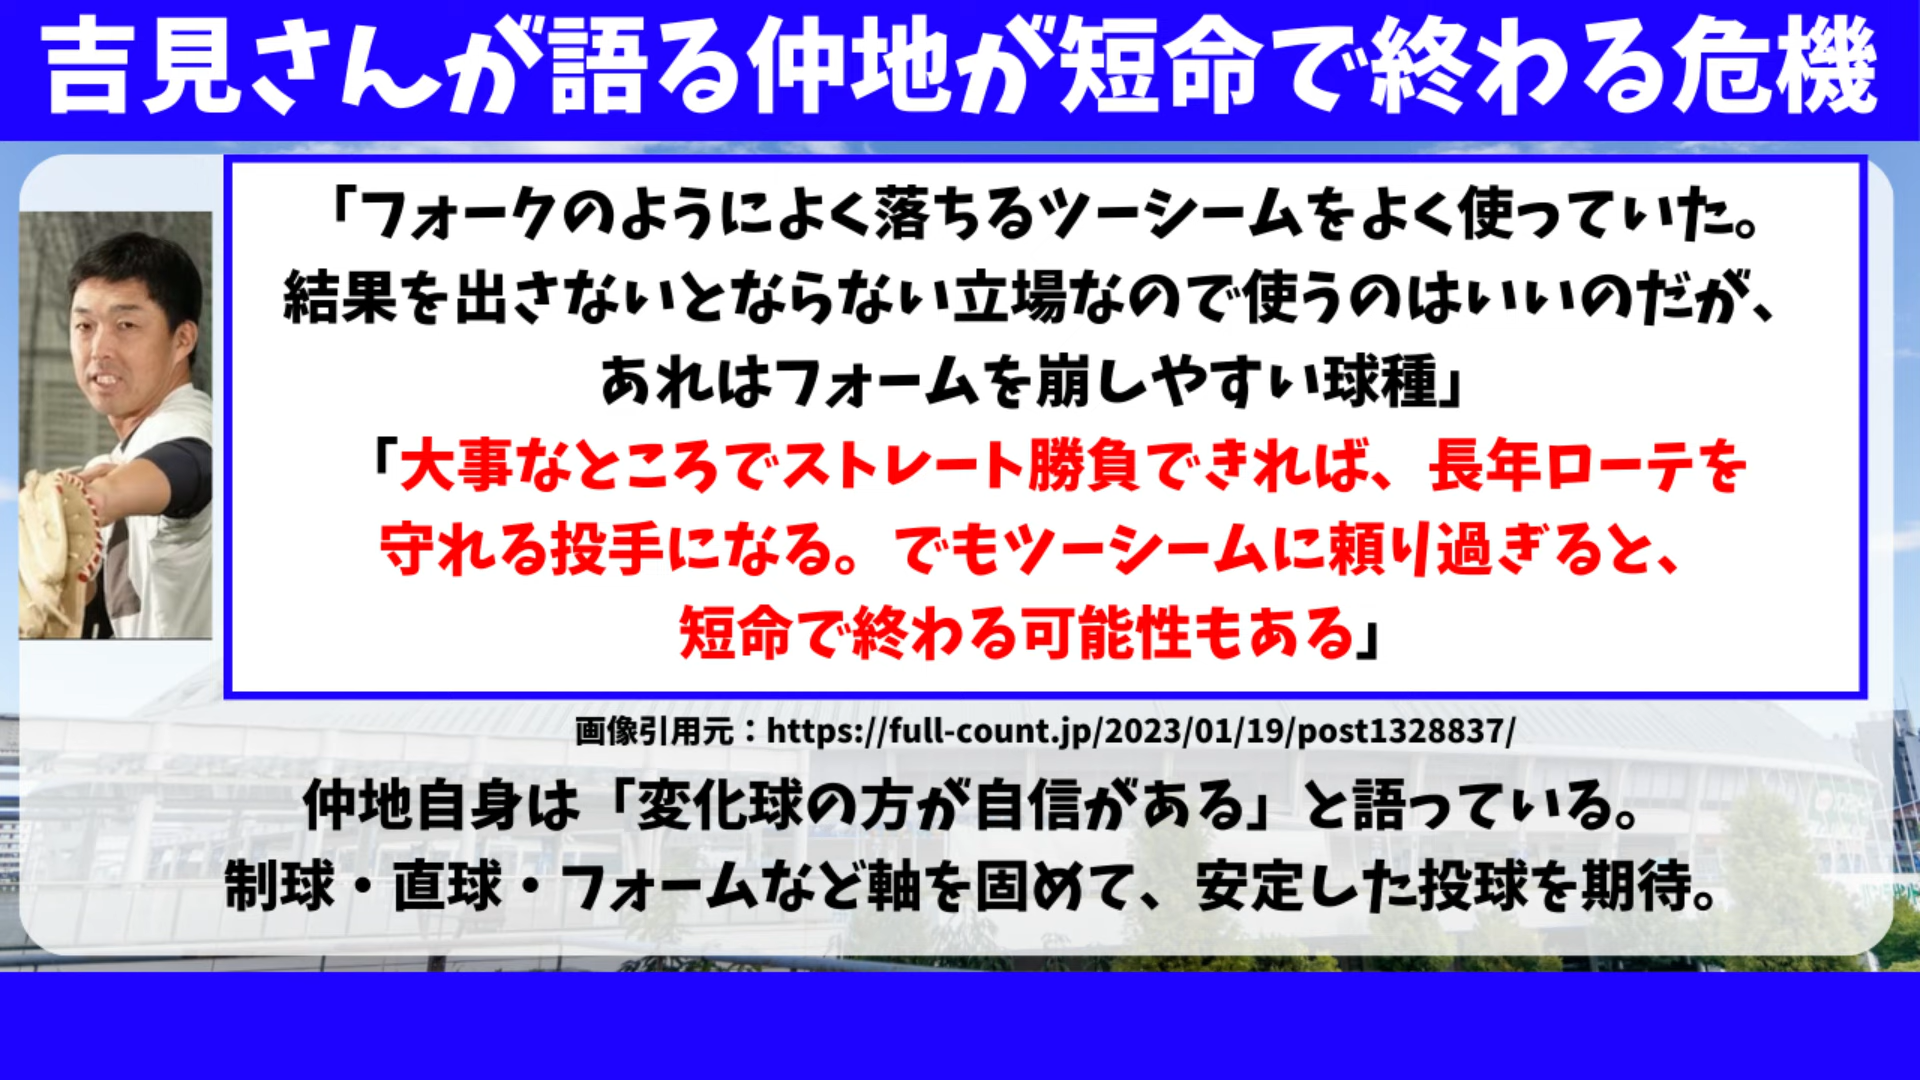 吉見さんが語る仲地が短命で終わる危機
「フォークのようによく落ちるツーシームをよく使っていた。
結果を出さないとならない立場なので使うのはいいのだが、
あれはフォームを崩しやすい球種」
「大事なところでストレート勝負できれば、長年ローテを
守れる投手になる。でもツーシームに頼り過ぎると、
短命で終わる可能性もある」
画像引用元：https://full-count.jp/2023/01/19/post1328837/
仲地自身は「変化球の方が自信がある」と語っている。
制球・直球・フォームなど軸を固めて、安定した投球を期待。